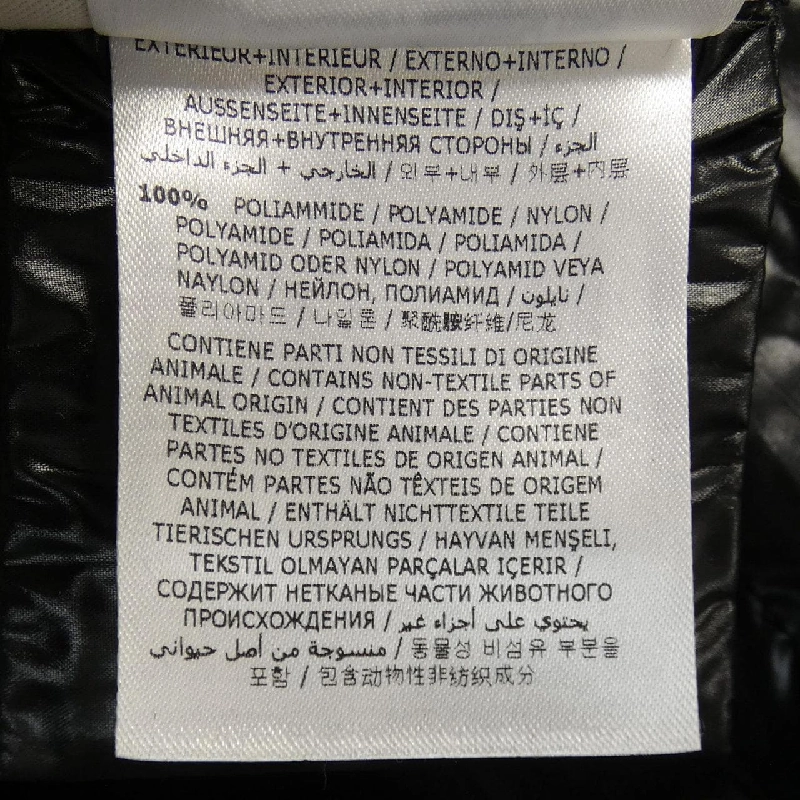 EXTERIEUR+INTERIEUR / EXTERNO+INTERNO /
EXTERIOR+INTERIOR /
AUSSENSEITE+INNENSEITE / DIŞ+İÇ /
ВНЕШНЯЯ+ВНУТРЕННЯЯ СТОРОНЫ / الجزء
الخارجي + الجزء الداخلي / 외부+내부 / 外层+内层
100% POLIAMMIDE / POLYAMIDE / NYLON /
POLYAMIDE / POLIAMIDA / POLIAMIDA /
POLYAMID ODER NYLON / POLYAMID VEYA
NAYLON / НЕЙЛОН, ПОЛИАМИД / نايلون /
폴리아마드 / 나일론 / 聚酰胺纤维/尼龙
CONTIENE PARTI NON TESSILI DI ORIGINE
ANIMALE / CONTAINS NON-TEXTILE PARTS OF
ANIMAL ORIGIN / CONTIENT DES PARTIES NON
TEXTILES D'ORIGINE ANIMALE / CONTIENE
PARTES NO TEXTILES DE ORIGEN ANIMAL /
CONTÉM PARTES NÃO TÊXTEIS DE ORIGEM
ANIMAL / ENTHÄLT NICHTTEXTILE TEILE
TIERISCHEN URSPRUNGS / HAYVAN MENŞELI,
TEKSTIL OLMAYAN PARÇALAR IÇERIR /
СОДЕРЖИТ НЕТКАНЫЕ ЧАСТИ ЖИВОТНОГО
ПРОИСХОЖДЕНИЯ / يحتوي على أجزاء غير
منسوجة من أصل حيواني / 동물성 비섬유 부분을
포함 / 包含动物性非纺织成分